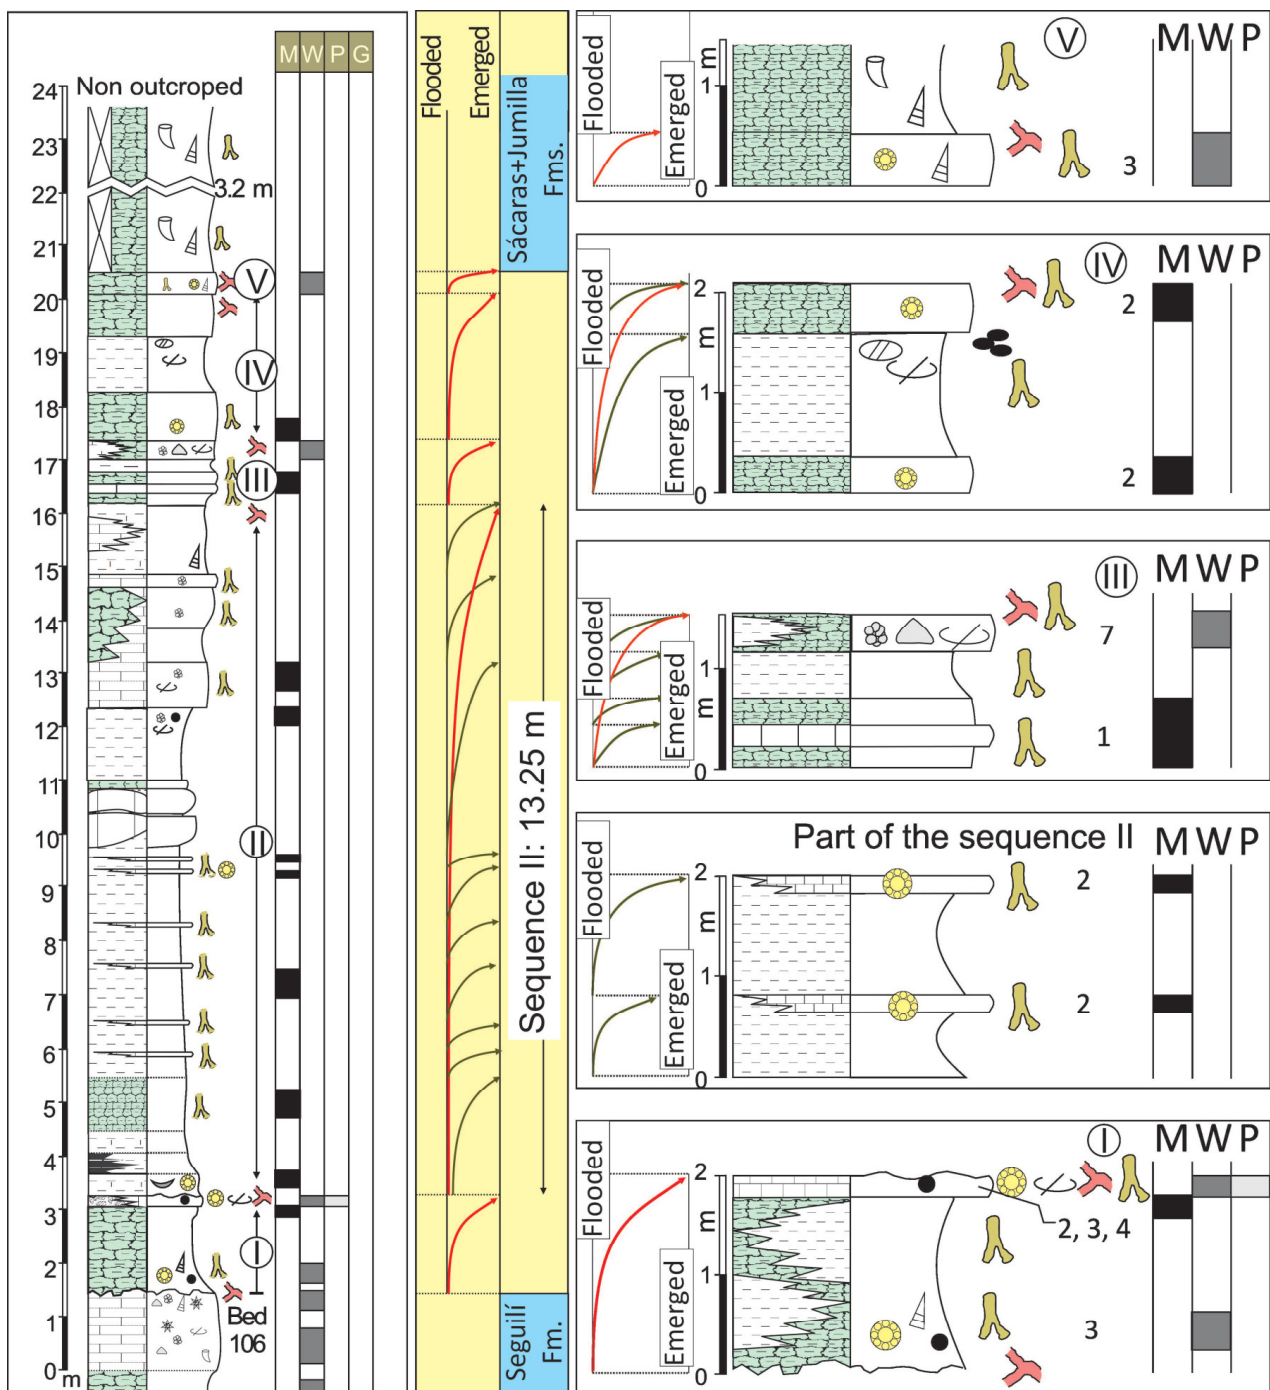 M W P G
Non outcroped
24
23
3.2 m
22
21
V
20
19
IV
18
17
III
16
15
14
13
12
11
10
II
9
8
7
6
5
4
3
I
2
Bed
106
1
0
m
Flooded
Emerged
Sácaras+Jumilla
Fms.
Sequence II: 13.25 m
Seguilí
Fm.
V
M W P
Flooded
Emerged
m
1
0
3
IV
M W P
Flooded
Emerged
2
m
1
0
2
2
III
M W P
Flooded
Emerged
m
1
0
7
1
Part of the sequence II
M W P
Flooded
Emerged
2
m
1
0
2
2
I
M W P
Flooded
Emerged
2
m
1
0
2, 3, 4
3